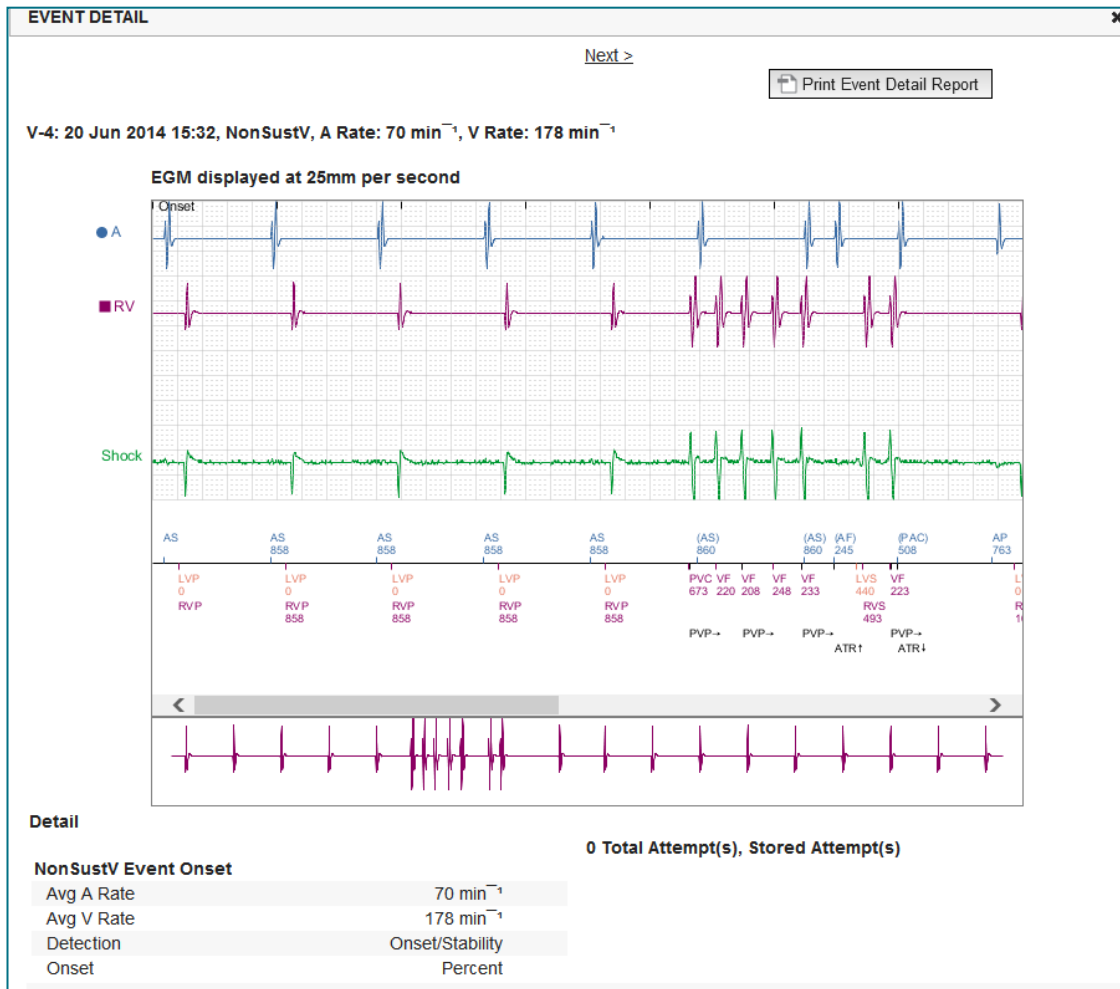 EVENT DETAIL
Next >
Print Event Detail Report
V-4: 20 Jun 2014 15:32, NonSustV, A Rate: 70 min⁻¹, V Rate: 178 min⁻¹
EGM displayed at 25mm per second
Onset
A
RV
Shock
AS AS AS AS AS (AS) (AS) (AF) (PAC) AP
858 858 858 858 860 860 245 508 763
LVP LVP LVP LVP LVP PVC VF VF VF VF LVS VF
0 0 0 0 0 673 220 208 248 233 440 223 0
RVP RVP RVP RVP RVP RVS
858 858 858 858 493
PVP→ PVP→ PVP→ PVP→
ATR↑ ATR↓
Detail
0 Total Attempt(s), Stored Attempt(s)
NonSustV Event Onset
Avg A Rate 70 min⁻¹
Avg V Rate 178 min⁻¹
Detection Onset/Stability
Onset Percent